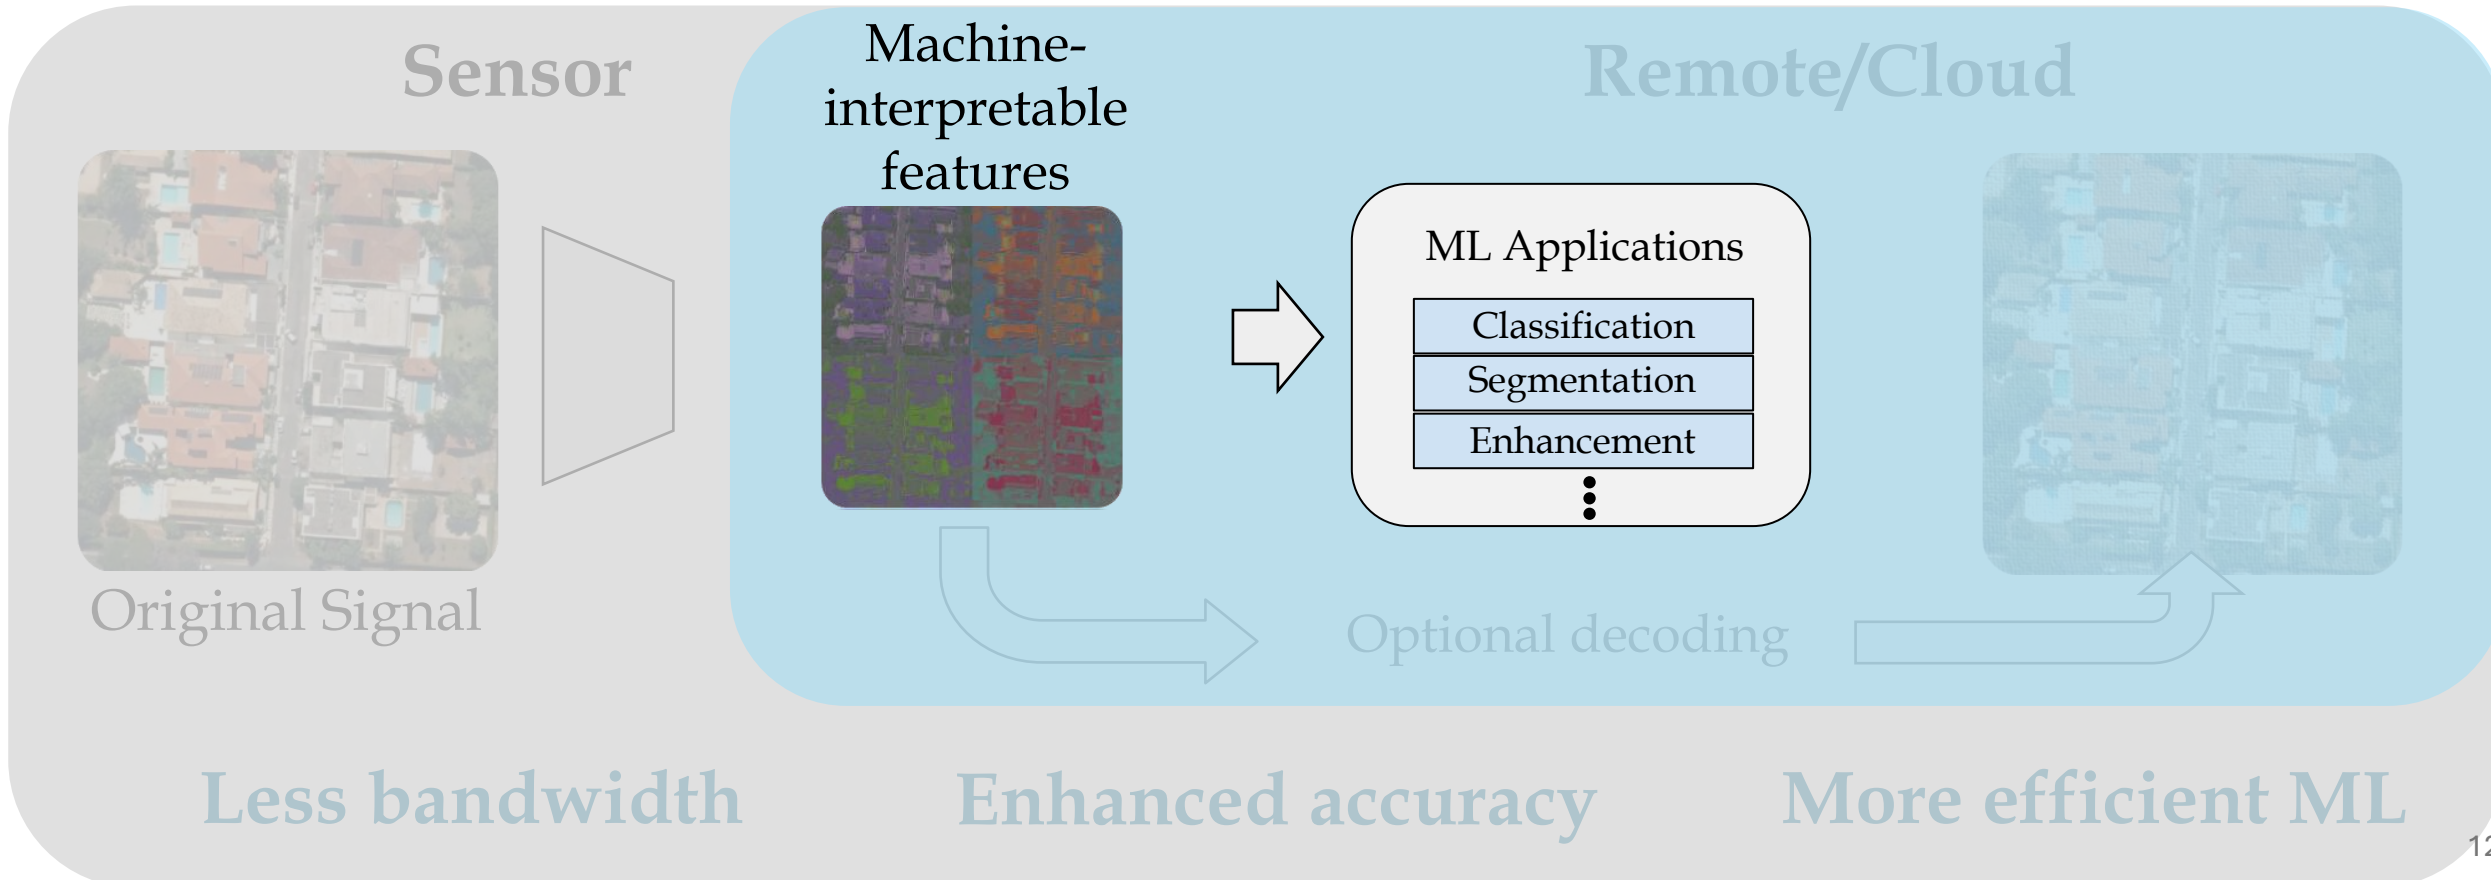 Sensor
Machine-
interpretable
features
Remote/Cloud
ML Applications
Classification
Segmentation
Enhancement
Original Signal
Optional decoding
Less bandwidth
Enhanced accuracy
More efficient ML
12